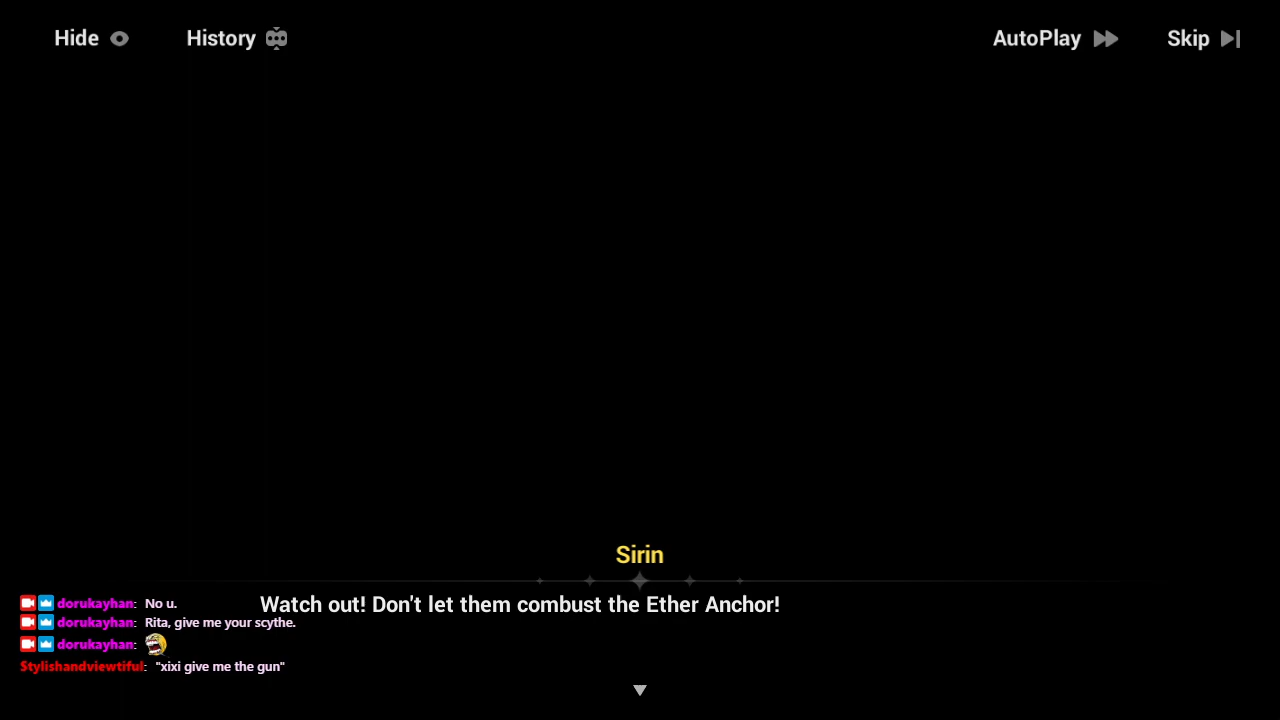 Hide
History
AutoPlay
Skip
Sirin
Watch out! Don't let them combust the Ether Anchor!
dorukayhan: No u.
dorukayhan: Rita, give me your scythe.
dorukayhan:
Stylishandviewtiful: "xixi give me the gun"